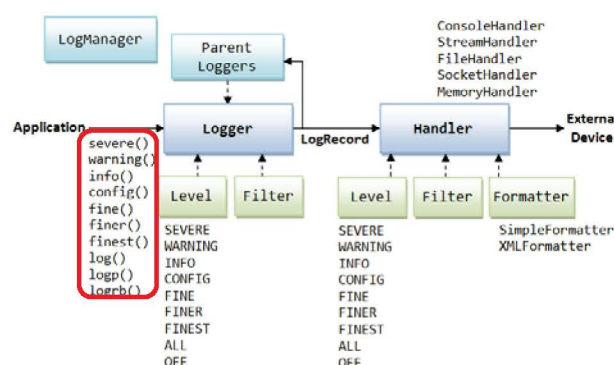 LogManager
Parent
Loggers
ConsoleHandler
StreamHandler
FileHandler
SocketHandler
MemoryHandler
Application
Logger
LogRecord
Handler
External
Device
severe()
warning()
info()
config()
fine()
finer()
finest()
log()
logp()
logrb()
Level
Filter
SEVERE
WARNING
INFO
CONFIG
FINE
FINER
FINEST
ALL
OFF
Level
Filter
Formatter
SEVERE
WARNING
INFO
CONFIG
FINE
FINER
FINEST
ALL
OFF
SimpleFormatter
XMLFormatter